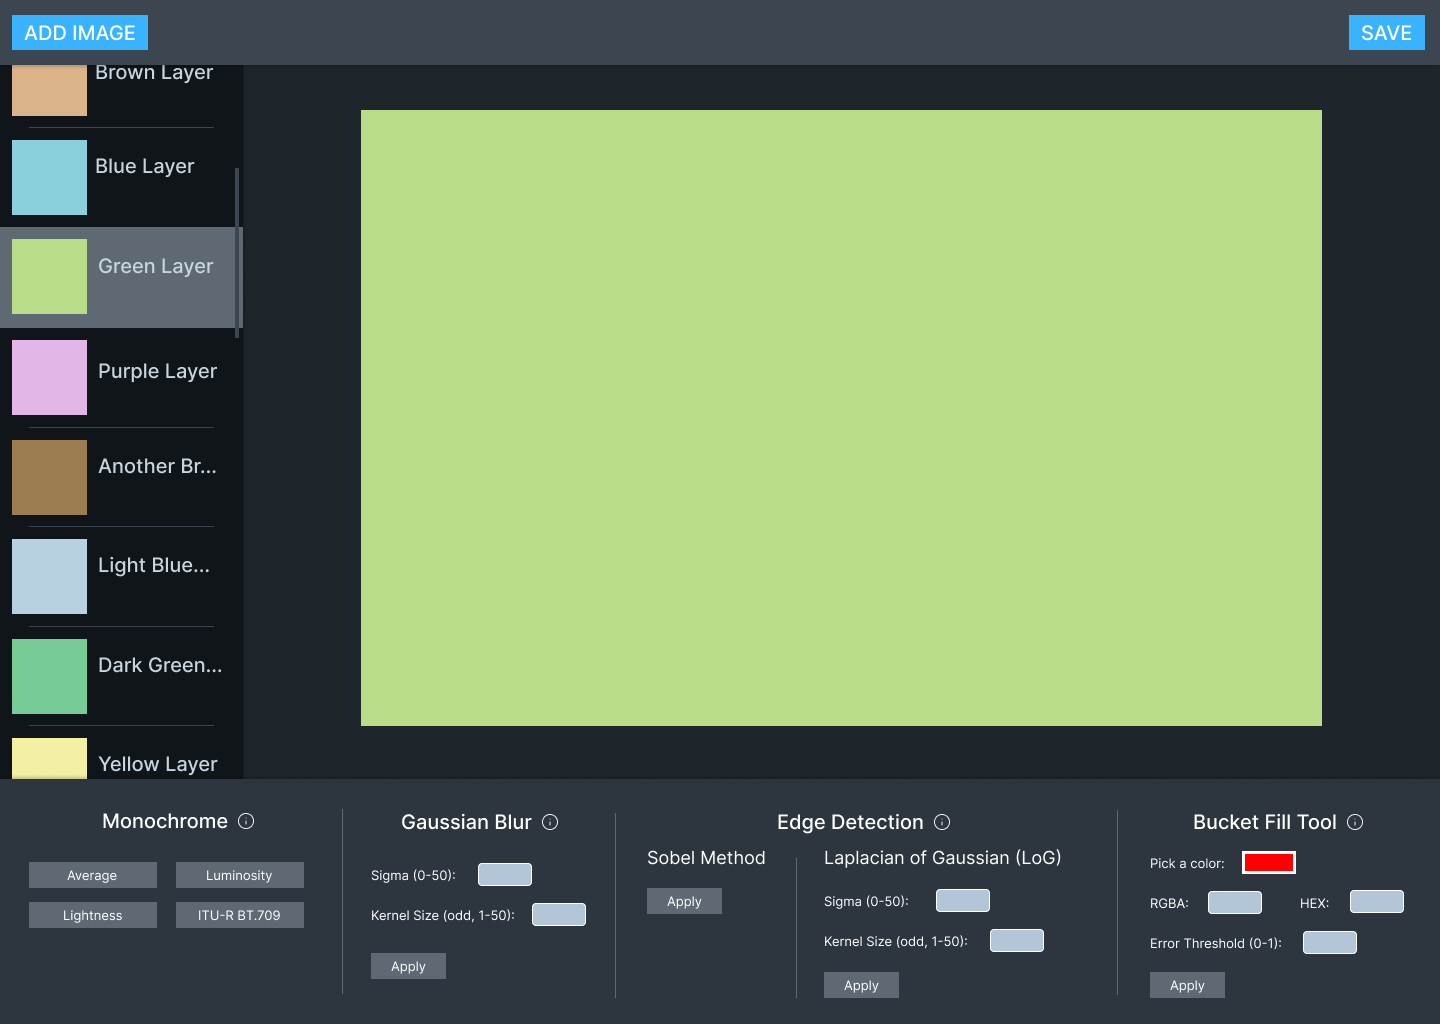 ADD IMAGE
SAVE
Brown Layer
Blue Layer
Green Layer
Purple Layer
Another Br...
Light Blue...
Dark Green...
Yellow Layer
Monochrome
Average
Luminosity
Lightness
ITU-R BT.709
Gaussian Blur
Sigma (0-50):
Kernel Size (odd, 1-50):
Apply
Edge Detection
Sobel Method
Apply
Laplacian of Gaussian (LoG)
Sigma (0-50):
Kernel Size (odd, 1-50):
Apply
Bucket Fill Tool
Pick a color:
RGBA:
HEX:
Error Threshold (0-1):
Apply